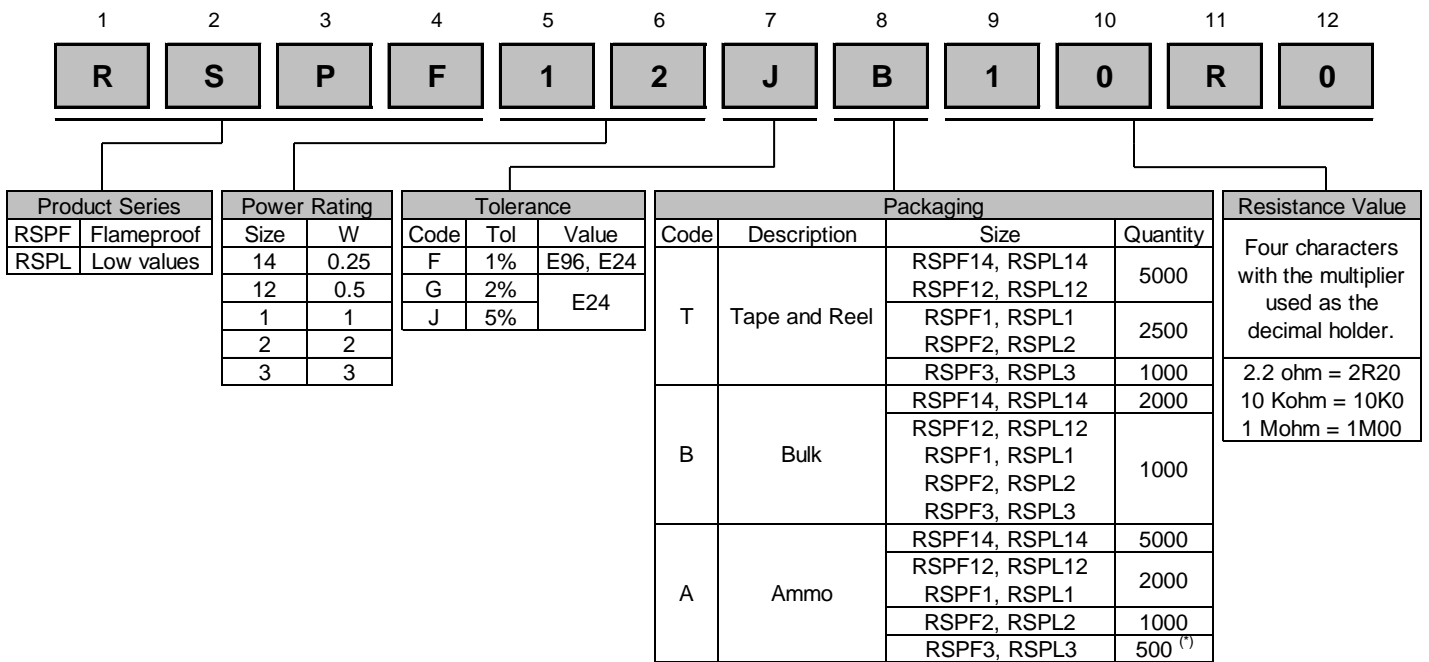 1 2 3 4 5 6 7 8 9 10 11 12
R S P F 1 2 J B 1 0 R 0
Product Series
RSPF Flameproof
RSPL Low values
Power Rating
Size W
14 0.25
12 0.5
1 1
2 2
3 3
Tolerance
Code Tol Value
F 1% E96, E24
G 2% E24
J 5%
Packaging
Code Description Size Quantity
T Tape and Reel
RSPF14, RSPL14
RSPF12, RSPL12
5000
RSPF1, RSPL1
RSPF2, RSPL2
2500
RSPF3, RSPL3 1000
B Bulk
RSPF14, RSPL14 2000
RSPF12, RSPL12
RSPF1, RSPL1
RSPF2, RSPL2
RSPF3, RSPL3
1000
A Ammo
RSPF14, RSPL14 5000
RSPF12, RSPL12
RSPF1, RSPL1
2000
RSPF2, RSPL2 1000
RSPF3, RSPL3 500 (*)
Resistance Value
Four characters
with the multiplier
used as the
decimal holder.
2.2 ohm = 2R20
10 Kohm = 10K0
1 Mohm = 1M00